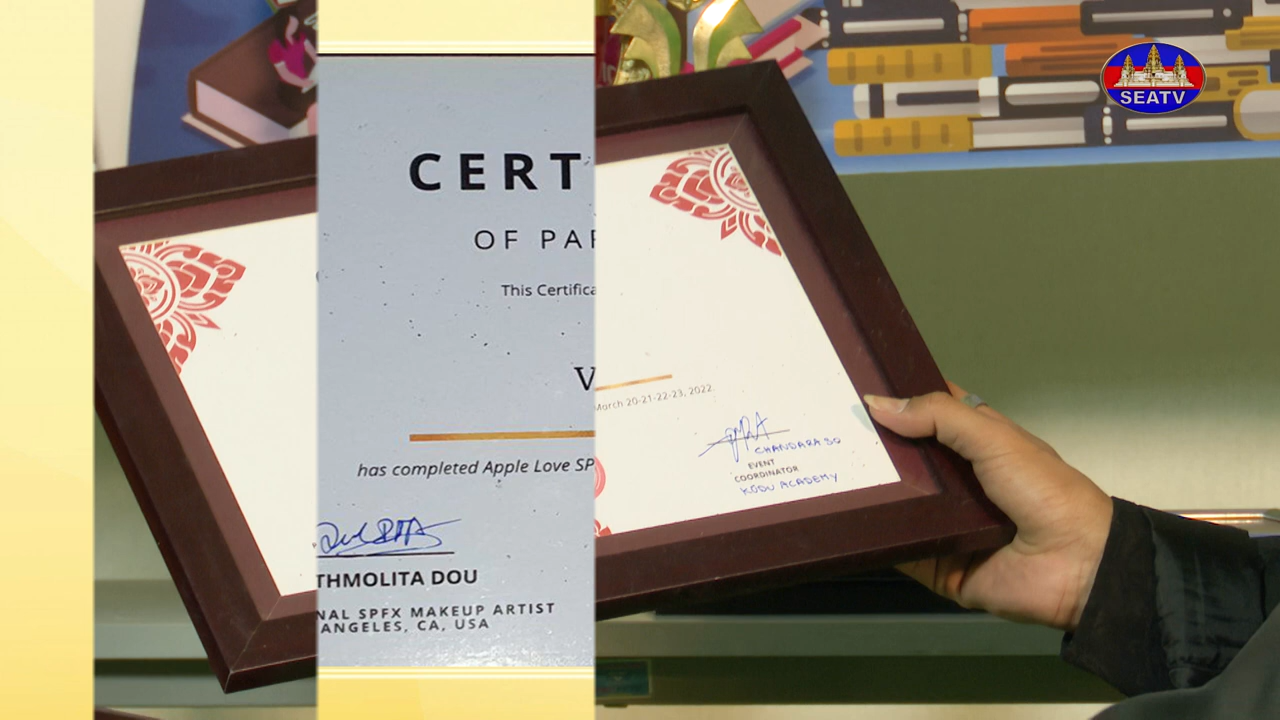 SEATV
CERT
OF PAR
This Certifica
V
has completed Apple Love SP
THMOLITA DOU
NAL SPFX MAKEUP ARTIST
ANGELES, CA, USA
March 20-21-22-23, 2022
CHANDARA SO
EVENT
COORDINATOR
KODU ACADEMY